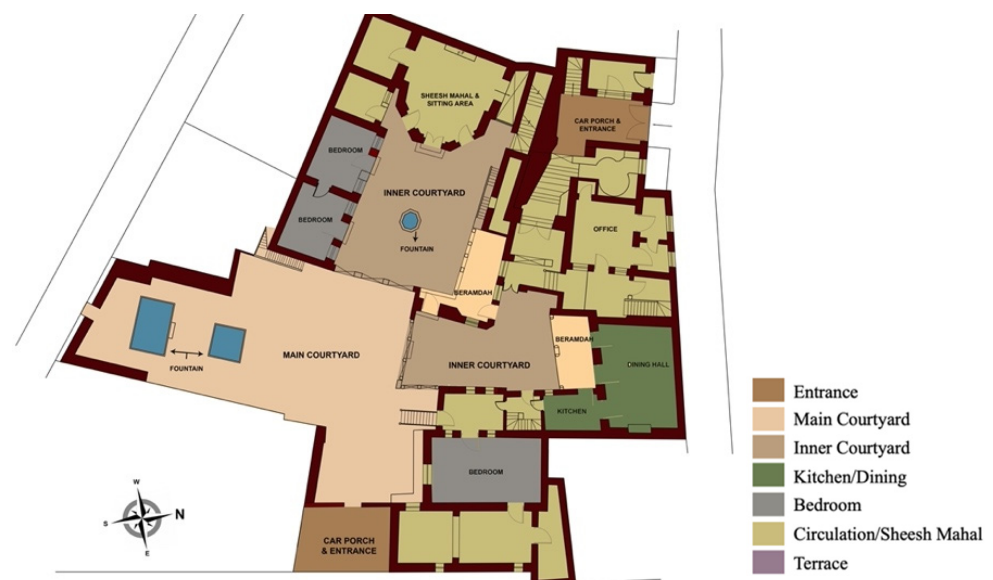 SHEESH MAHAL &
SITTING AREA
CAR PORCH &
ENTRANCE
BEDROOM
INNER COURTYARD
BEDROOM
OFFICE
FOUNTAIN
BERAMDAH
MAIN COURTYARD
FOUNTAIN
INNER COURTYARD
BERAMDAH
DINING HALL
KITCHEN
BEDROOM
CAR PORCH
& ENTRANCE
W
S
N
E
Entrance
Main Courtyard
Inner Courtyard
Kitchen/Dining
Bedroom
Circulation/Sheesh Mahal
Terrace